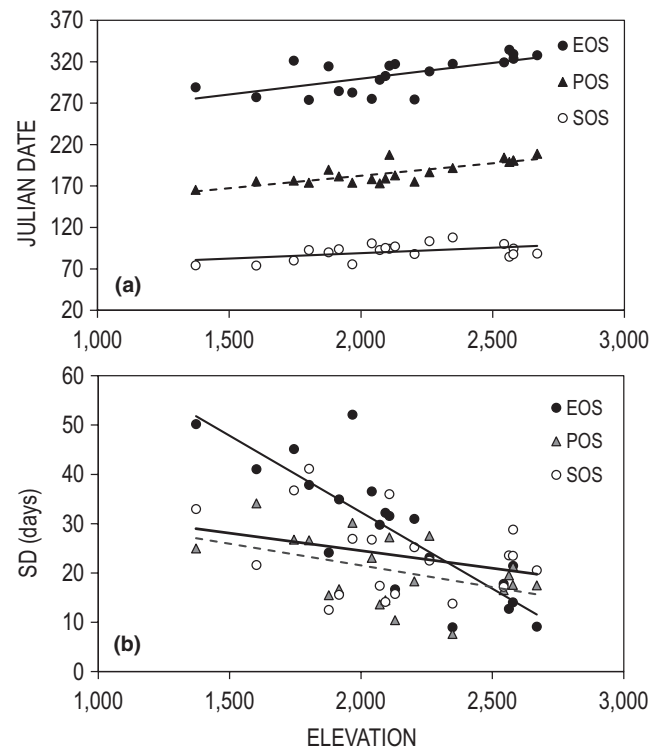 370
320
270
220
170
120
70
20
JULIAN DATE
EOS
POS
SOS
(a)
1,000 1,500 2,000 2,500 3,000
60
50
40
30
20
10
0
SD (days)
EOS
POS
SOS
(b)
1,000 1,500 2,000 2,500 3,000
ELEVATION